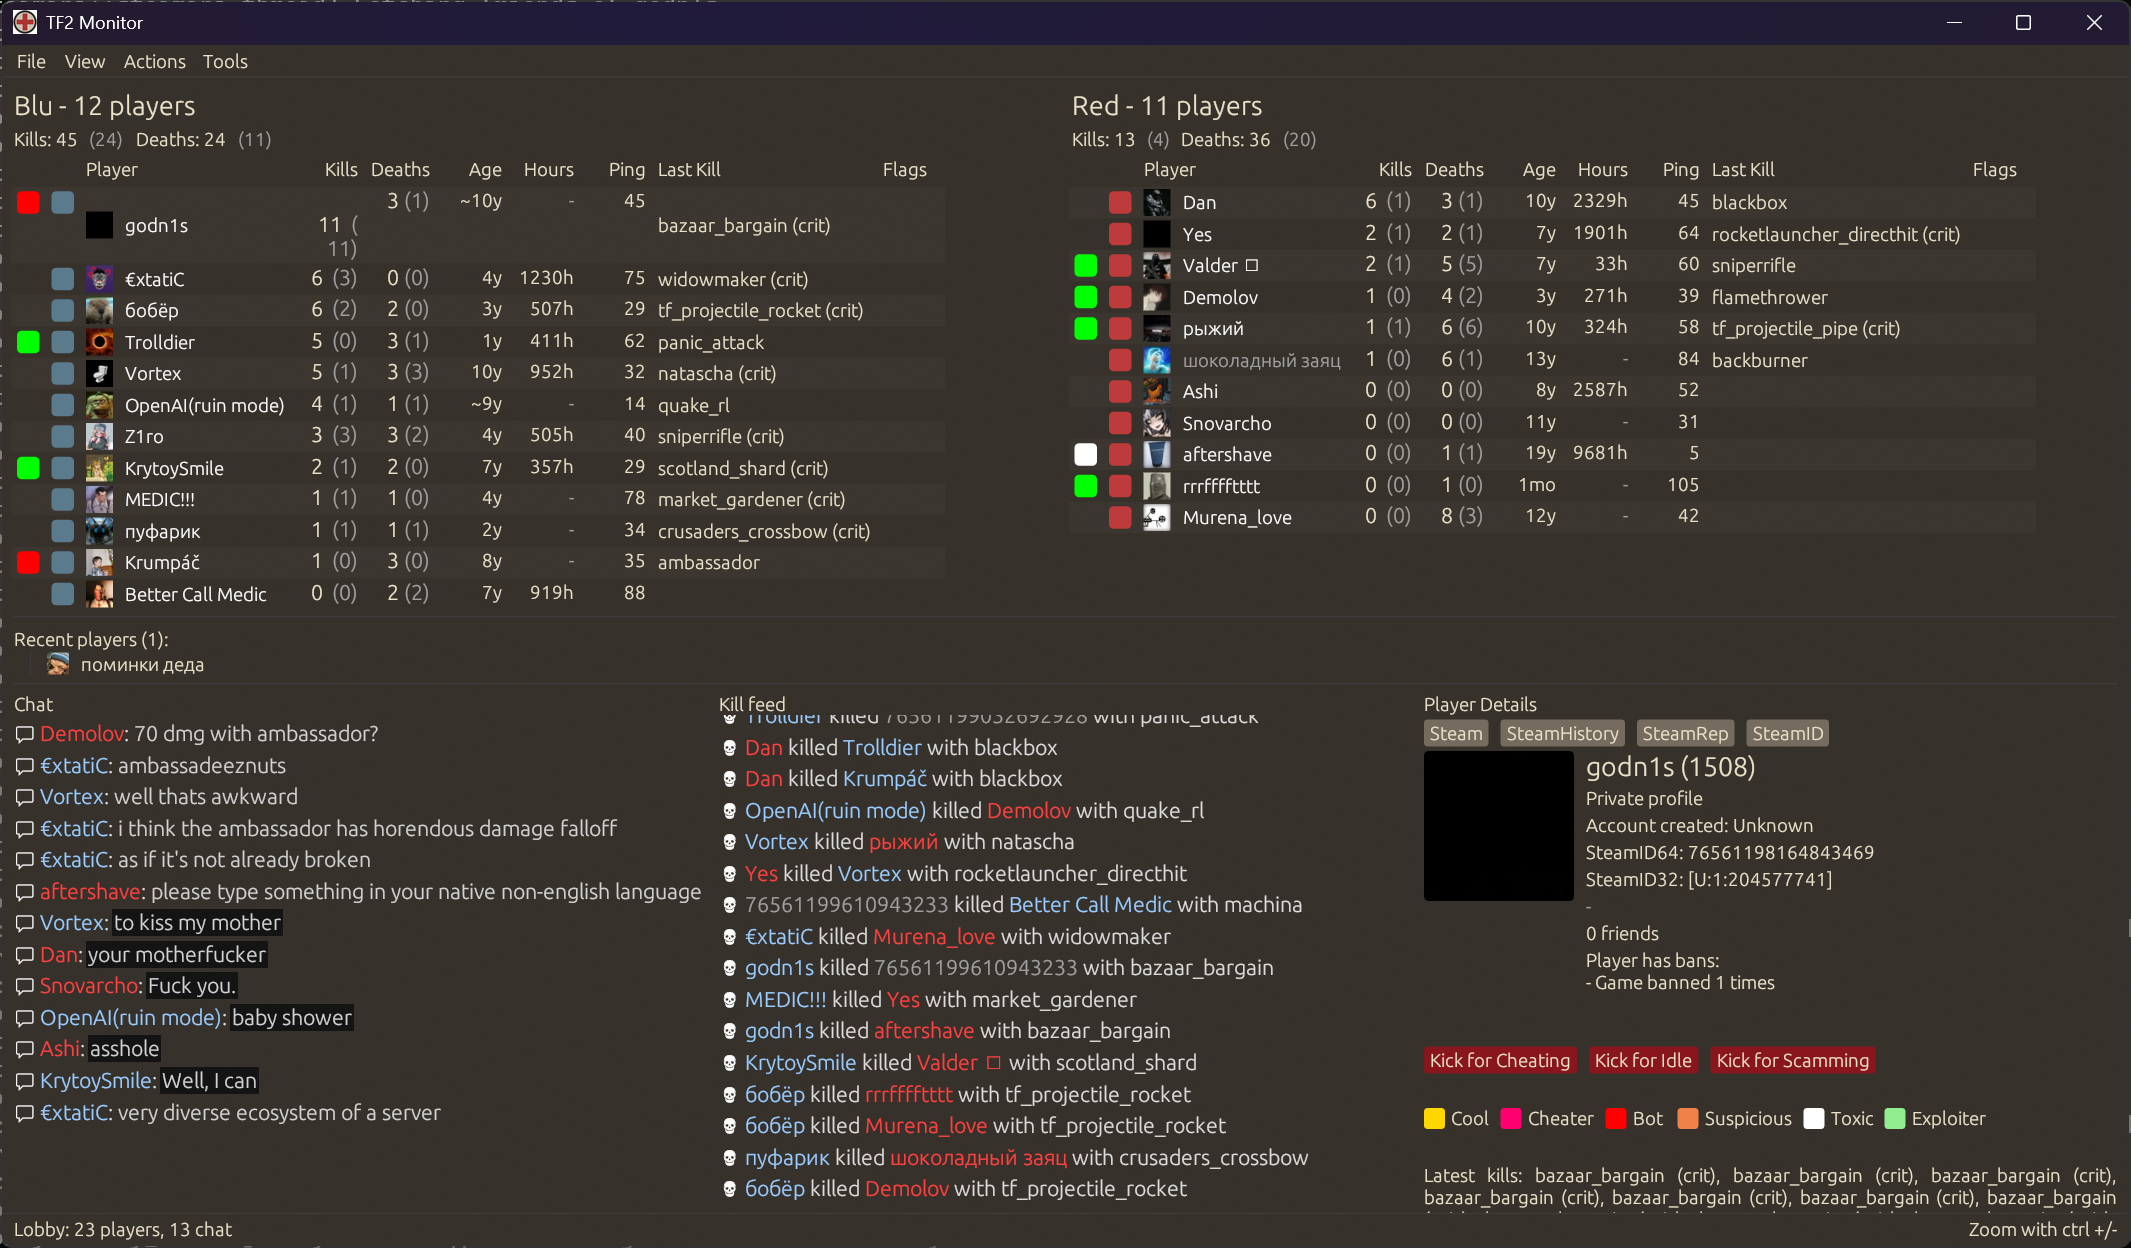 TF2 Monitor
File View Actions Tools
Blu - 12 players
Kills: 45 (24) Deaths: 24 (11)
Player Kills Deaths Age Hours Ping Last Kill Flags
godn1s 11 (11) 3 (1) ~10y - 45 bazaar_bargain (crit)
€xtatiC 6 (3) 0 (0) 4y 1230h 75 widowmaker (crit)
бобёр 6 (2) 2 (0) 3y 507h 29 tf_projectile_rocket (crit)
Trolldier 5 (0) 3 (1) 1y 411h 62 panic_attack
Vortex 5 (1) 3 (3) 10y 952h 32 natascha (crit)
OpenAI(ruin mode) 4 (1) 1 (1) ~9y - 14 quake_rl
Z1ro 3 (3) 3 (2) 4y 505h 40 sniperrifle (crit)
KrytoySmile 2 (1) 2 (0) 7y 357h 29 scotland_shard (crit)
MEDIC!!! 1 (1) 1 (0) 4y - 78 market_gardener (crit)
пуфарик 1 (1) 1 (1) 2y - 34 crusaders_crossbow (crit)
Krumpáč 1 (0) 3 (0) 8y - 35 ambassador
Better Call Medic 0 (0) 2 (2) 7y 919h 88
Red - 11 players
Kills: 13 (4) Deaths: 36 (20)
Player Kills Deaths Age Hours Ping Last Kill Flags
Dan 6 (1) 3 (1) 10y 2329h 45 blackbox
Yes 2 (1) 2 (1) 7y 1901h 64 rocketlauncher_directhit (crit)
Valder □ 2 (1) 5 (5) 7y 33h 60 sniperrifle
Demolov 1 (0) 4 (2) 3y 271h 39 flamethrower
рыжий 1 (1) 6 (6) 10y 324h 58 tf_projectile_pipe (crit)
шоколадный заяц 1 (0) 6 (1) 13y - 84 backburner
Ashi 0 (0) 0 (0) 8y 2587h 52
Snovarcho 0 (0) 0 (0) 11y - 31
aftershave 0 (0) 1 (1) 19y 9681h 5
rrrffffftttt 0 (0) 1 (0) 1mo - 105
Murena_love 0 (0) 8 (3) 12y - 42
Recent players (1):
поминки деда
Chat
Demolov: 70 dmg with ambassador?
€xtatiC: ambassadeeznuts
Vortex: well thats awkward
€xtatiC: i think the ambassador has horendous damage falloff
€xtatiC: as if it's not already broken
aftershave: please type something in your native non-english language
Vortex: to kiss my mother
Dan: your motherfucker
Snovarcho: Fuck you.
OpenAI(ruin mode): baby shower
Ashi: asshole
KrytoySmile: Well, I can
€xtatiC: very diverse ecosystem of a server
Kill feed
Trolldier killed 76561199032692928 with panic_attack
Dan killed Trolldier with blackbox
Dan killed Krumpáč with blackbox
OpenAI(ruin mode) killed Demolov with quake_rl
Vortex killed рыжий with natascha
Yes killed Vortex with rocketlauncher_directhit
76561199610943233 killed Better Call Medic with machina
€xtatiC killed Murena_love with widowmaker
godn1s killed 76561199610943233 with bazaar_bargain
MEDIC!!! killed Yes with market_gardener
godn1s killed aftershave with bazaar_bargain
KrytoySmile killed Valder □ with scotland_shard
бобёр killed rrrffffftttt with tf_projectile_rocket
бобёр killed Murena_love with tf_projectile_rocket
пуфарик killed шоколадный заяц with crusaders_crossbow
бобёр killed Demolov with tf_projectile_rocket
Player Details
Steam SteamHistory SteamRep SteamID
godn1s (1508)
Private profile
Account created: Unknown
SteamID64: 76561198164843469
SteamID32: [U:1:204577741]
-
0 friends
Player has bans:
- Game banned 1 times
Kick for Cheating Kick for Idle Kick for Scamming
Cool Cheater Bot Suspicious Toxic Exploiter
Latest kills: bazaar_bargain (crit), bazaar_bargain (crit), bazaar_bargain (crit),
bazaar_bargain (crit), bazaar_bargain (crit), bazaar_bargain (crit), bazaar_bargain
Lobby: 23 players, 13 chat
Zoom with ctrl +/-